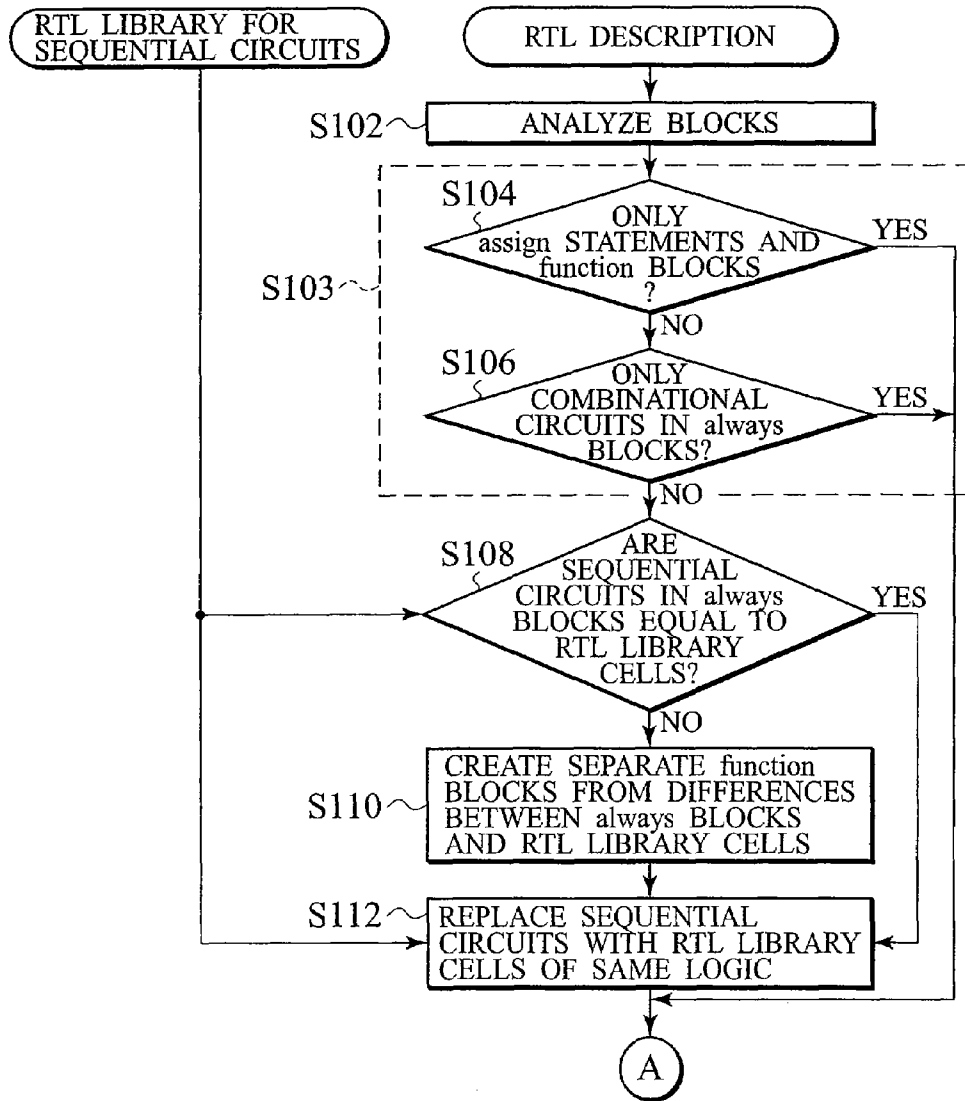 RTL LIBRARY FOR
SEQUENTIAL CIRCUITS
RTL DESCRIPTION
S102
ANALYZE BLOCKS
S103
S104
ONLY
assign STATEMENTS AND
function BLOCKS
?
YES
NO
S106
ONLY
COMBINATIONAL
CIRCUITS IN always
BLOCKS?
YES
NO
S108
ARE
SEQUENTIAL
CIRCUITS IN always
BLOCKS EQUAL TO
RTL LIBRARY
CELLS?
YES
NO
S110
CREATE SEPARATE function
BLOCKS FROM DIFFERENCES
BETWEEN always BLOCKS
AND RTL LIBRARY CELLS
S112
REPLACE SEQUENTIAL
CIRCUITS WITH RTL LIBRARY
CELLS OF SAME LOGIC
A